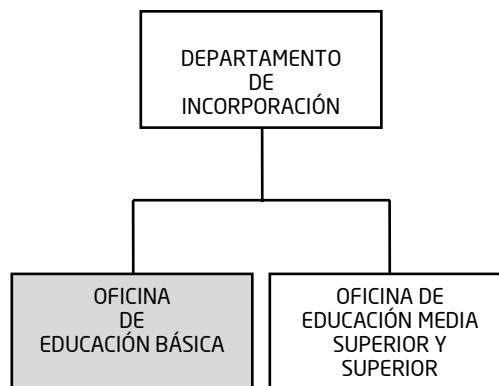 DEPARTAMENTO
DE
INCORPORACIÓN
OFICINA
DE
EDUCACIÓN BÁSICA
OFICINA DE
EDUCACIÓN MEDIA
SUPERIOR Y
SUPERIOR